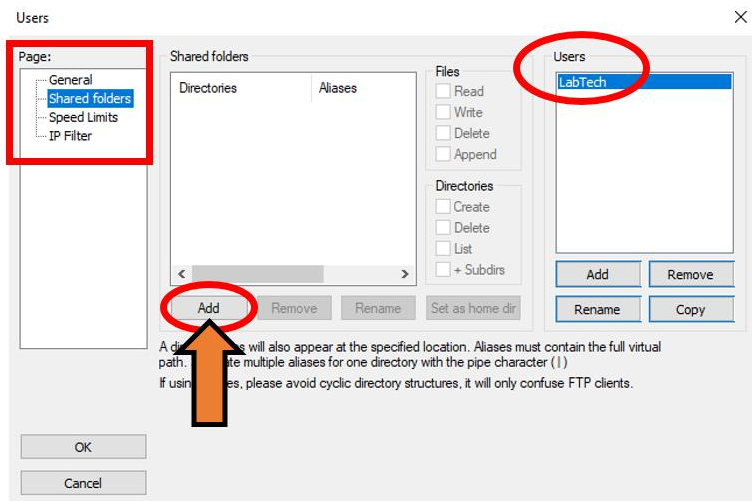 Users
Page:
General
Shared folders
Speed Limits
IP Filter
Shared folders
Directories Aliases
Files
Read
Write
Delete
Append
Directories
Create
Delete
List
+ Subdirs
Add Remove Rename Set as home dir
Users
LabTech
Add Remove
Rename Copy
A will also appear at the specified location. Aliases must contain the full virtual
path. multiple aliases for one directory with the pipe character (|)
If using please avoid cyclic directory structures, it will only confuse FTP clients.
OK
Cancel